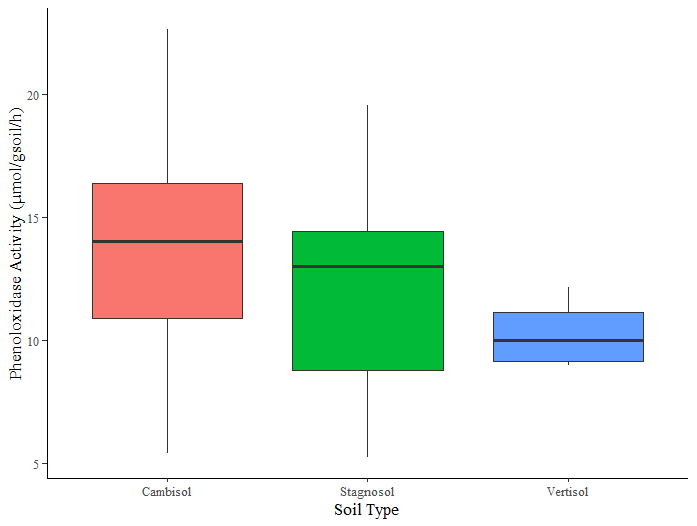 Phenoloxidase Activity (μmol/gsoil/h)
20
15
10
5
Cambisol Stagnosol Vertisol
Soil Type